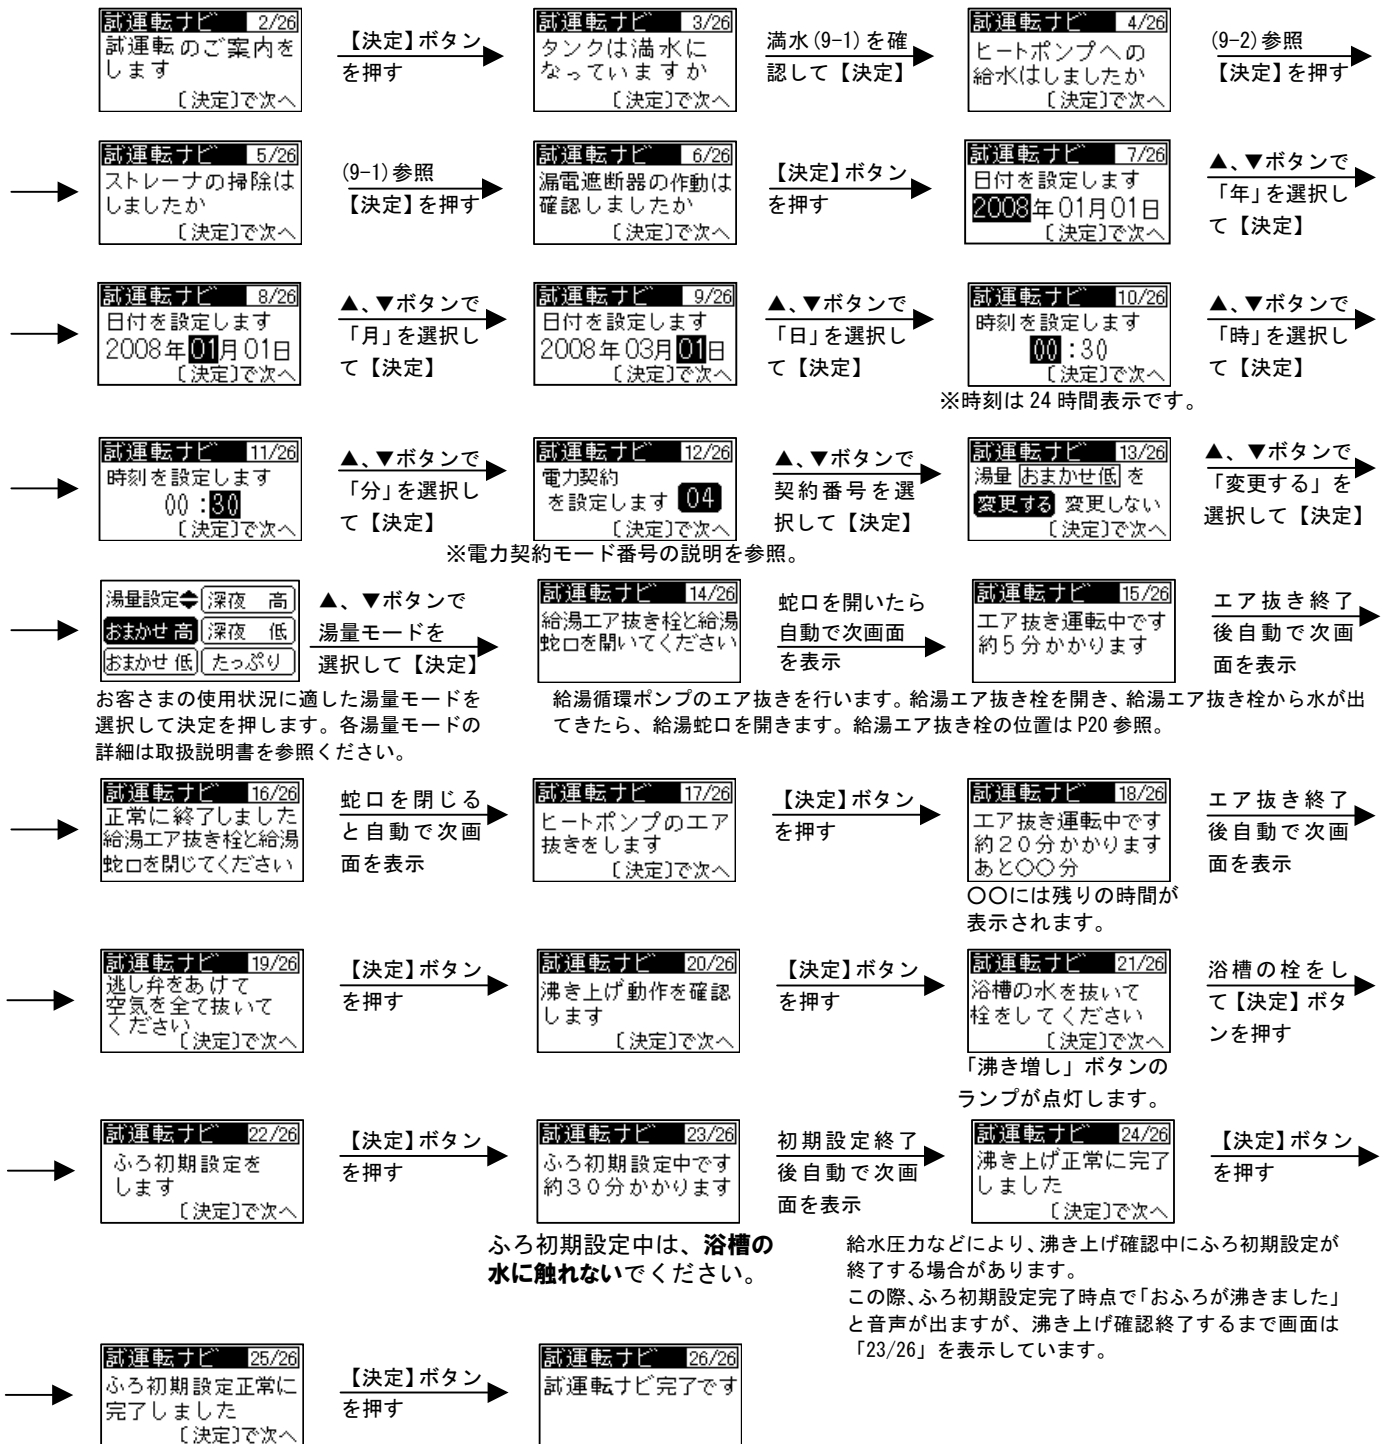 試運転ナビ 2/26
試運転のご案内を
します
〔決定〕で次へ
【決定】ボタン
を押す
試運転ナビ 3/26
タンクは満水に
なっていますか
〔決定〕で次へ
満水(9-1)を確
認して【決定】
試運転ナビ 4/26
ヒートポンプへの
給水はしましたか
〔決定〕で次へ
(9-2)参照
【決定】を押す
試運転ナビ 5/26
ストレーナの掃除は
しましたか
〔決定〕で次へ
(9-1)参照
【決定】を押す
試運転ナビ 6/26
漏電遮断器の作動は
確認しましたか
〔決定〕で次へ
【決定】ボタン
を押す
試運転ナビ 7/26
日付を設定します
2008年01月01日
〔決定〕で次へ
▲、▼ボタンで
「年」を選択し
て【決定】
試運転ナビ 8/26
日付を設定します
2008年01月01日
〔決定〕で次へ
▲、▼ボタンで
「月」を選択し
て【決定】
試運転ナビ 9/26
日付を設定します
2008年03月01日
〔決定〕で次へ
▲、▼ボタンで
「日」を選択し
て【決定】
試運転ナビ 10/26
時刻を設定します
00:30
〔決定〕で次へ
※時刻は24時間表示です。
▲、▼ボタンで
「時」を選択し
て【決定】
試運転ナビ 11/26
時刻を設定します
00:30
〔決定〕で次へ
▲、▼ボタンで
「分」を選択し
て【決定】
試運転ナビ 12/26
電力契約
を設定します 04
〔決定〕で次へ
※電力契約モード番号の説明を参照。
▲、▼ボタンで
契約番号を選
択して【決定】
試運転ナビ 13/26
湯量 おまかせ低 を
変更する 変更しない
〔決定〕で次へ
▲、▼ボタンで
「変更する」を
選択して【決定】
湯量設定◆ 深夜 高
おまかせ 高 深夜 低
おまかせ 低 たっぷり
お客さまの使用状況に適した湯量モードを
選択して決定を押します。各湯量モードの
詳細は取扱説明書を参照ください。
▲、▼ボタンで
湯量モードを
選択して【決定】
試運転ナビ 14/26
給湯エア抜き栓と給湯
蛇口を開いてください
蛇口を開いたら
自動で次画面
を表示
試運転ナビ 15/26
エア抜き運転中です
約5分かかります
エア抜き終了
後自動で次画
面を表示
給湯循環ポンプのエア抜きを行います。給湯エア抜き栓を開き、給湯エア抜き栓から水が出
てきたら、給湯蛇口を開きます。給湯エア抜き栓の位置はP20参照。
試運転ナビ 16/26
正常に終了しました
給湯エア抜き栓と給湯
蛇口を閉じてください
蛇口を閉じる
と自動で次画
面を表示
試運転ナビ 17/26
ヒートポンプのエア
抜きをします
〔決定〕で次へ
【決定】ボタン
を押す
試運転ナビ 18/26
エア抜き運転中です
約20分かかります
あと〇〇分
〇〇には残りの時間が
表示されます。
エア抜き終了
後自動で次画
面を表示
試運転ナビ 19/26
逃し弁をあけて
空気を全て抜いて
ください
〔決定〕で次へ
【決定】ボタン
を押す
試運転ナビ 20/26
沸き上げ動作を確認
します
〔決定〕で次へ
【決定】ボタン
を押す
試運転ナビ 21/26
浴槽の水を抜いて
栓をしてください
〔決定〕で次へ
「沸き増し」ボタンの
ランプが点灯します。
浴槽の栓をし
て【決定】ボタ
ンを押す
試運転ナビ 22/26
ふろ初期設定を
します
〔決定〕で次へ
【決定】ボタン
を押す
試運転ナビ 23/26
ふろ初期設定中です
約30分かかります
ふろ初期設定中は、浴槽の
水に触れないでください。
初期設定終了
後自動で次画
面を表示
試運転ナビ 24/26
沸き上げ正常に完了
しました
〔決定〕で次へ
【決定】ボタン
を押す
給水圧力などにより、沸き上げ確認中にふろ初期設定が
終了する場合があります。
この際、ふろ初期設定完了時点で「おふろが沸きました」
と音声が出ますが、沸き上げ確認終了するまで画面は
「23/26」を表示しています。
試運転ナビ 25/26
ふろ初期設定正常に
完了しました
〔決定〕で次へ
【決定】ボタン
を押す
試運転ナビ 26/26
試運転ナビ完了です